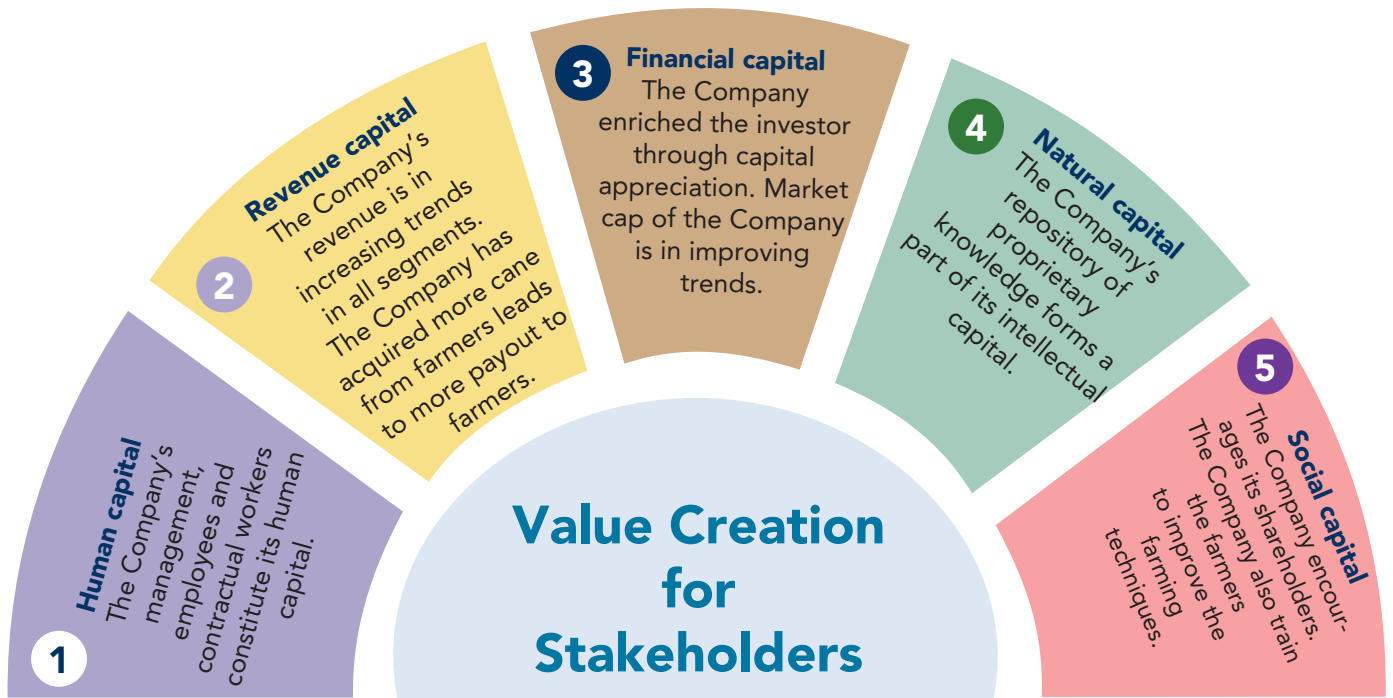 1
Human capital
The Company's
management,
employees and
contractual workers
constitute its human
capital.
2
Revenue capital
The Company's
revenue is in
increasing trends
in all segments.
The Company has
acquired more cane
from farmers leads
to more payout to
farmers.
3
Financial capital
The Company
enriched the investor
through capital
appreciation. Market
cap of the Company
is in improving
trends.
4
Natural capital
The Company's
repository of
proprietary
knowledge forms a
part of its intellectual
capital.
5
Social capital
The Company encour-
ages its shareholders.
The Company also train
the farmers
to improve the
farming
techniques.
Value Creation
for
Stakeholders